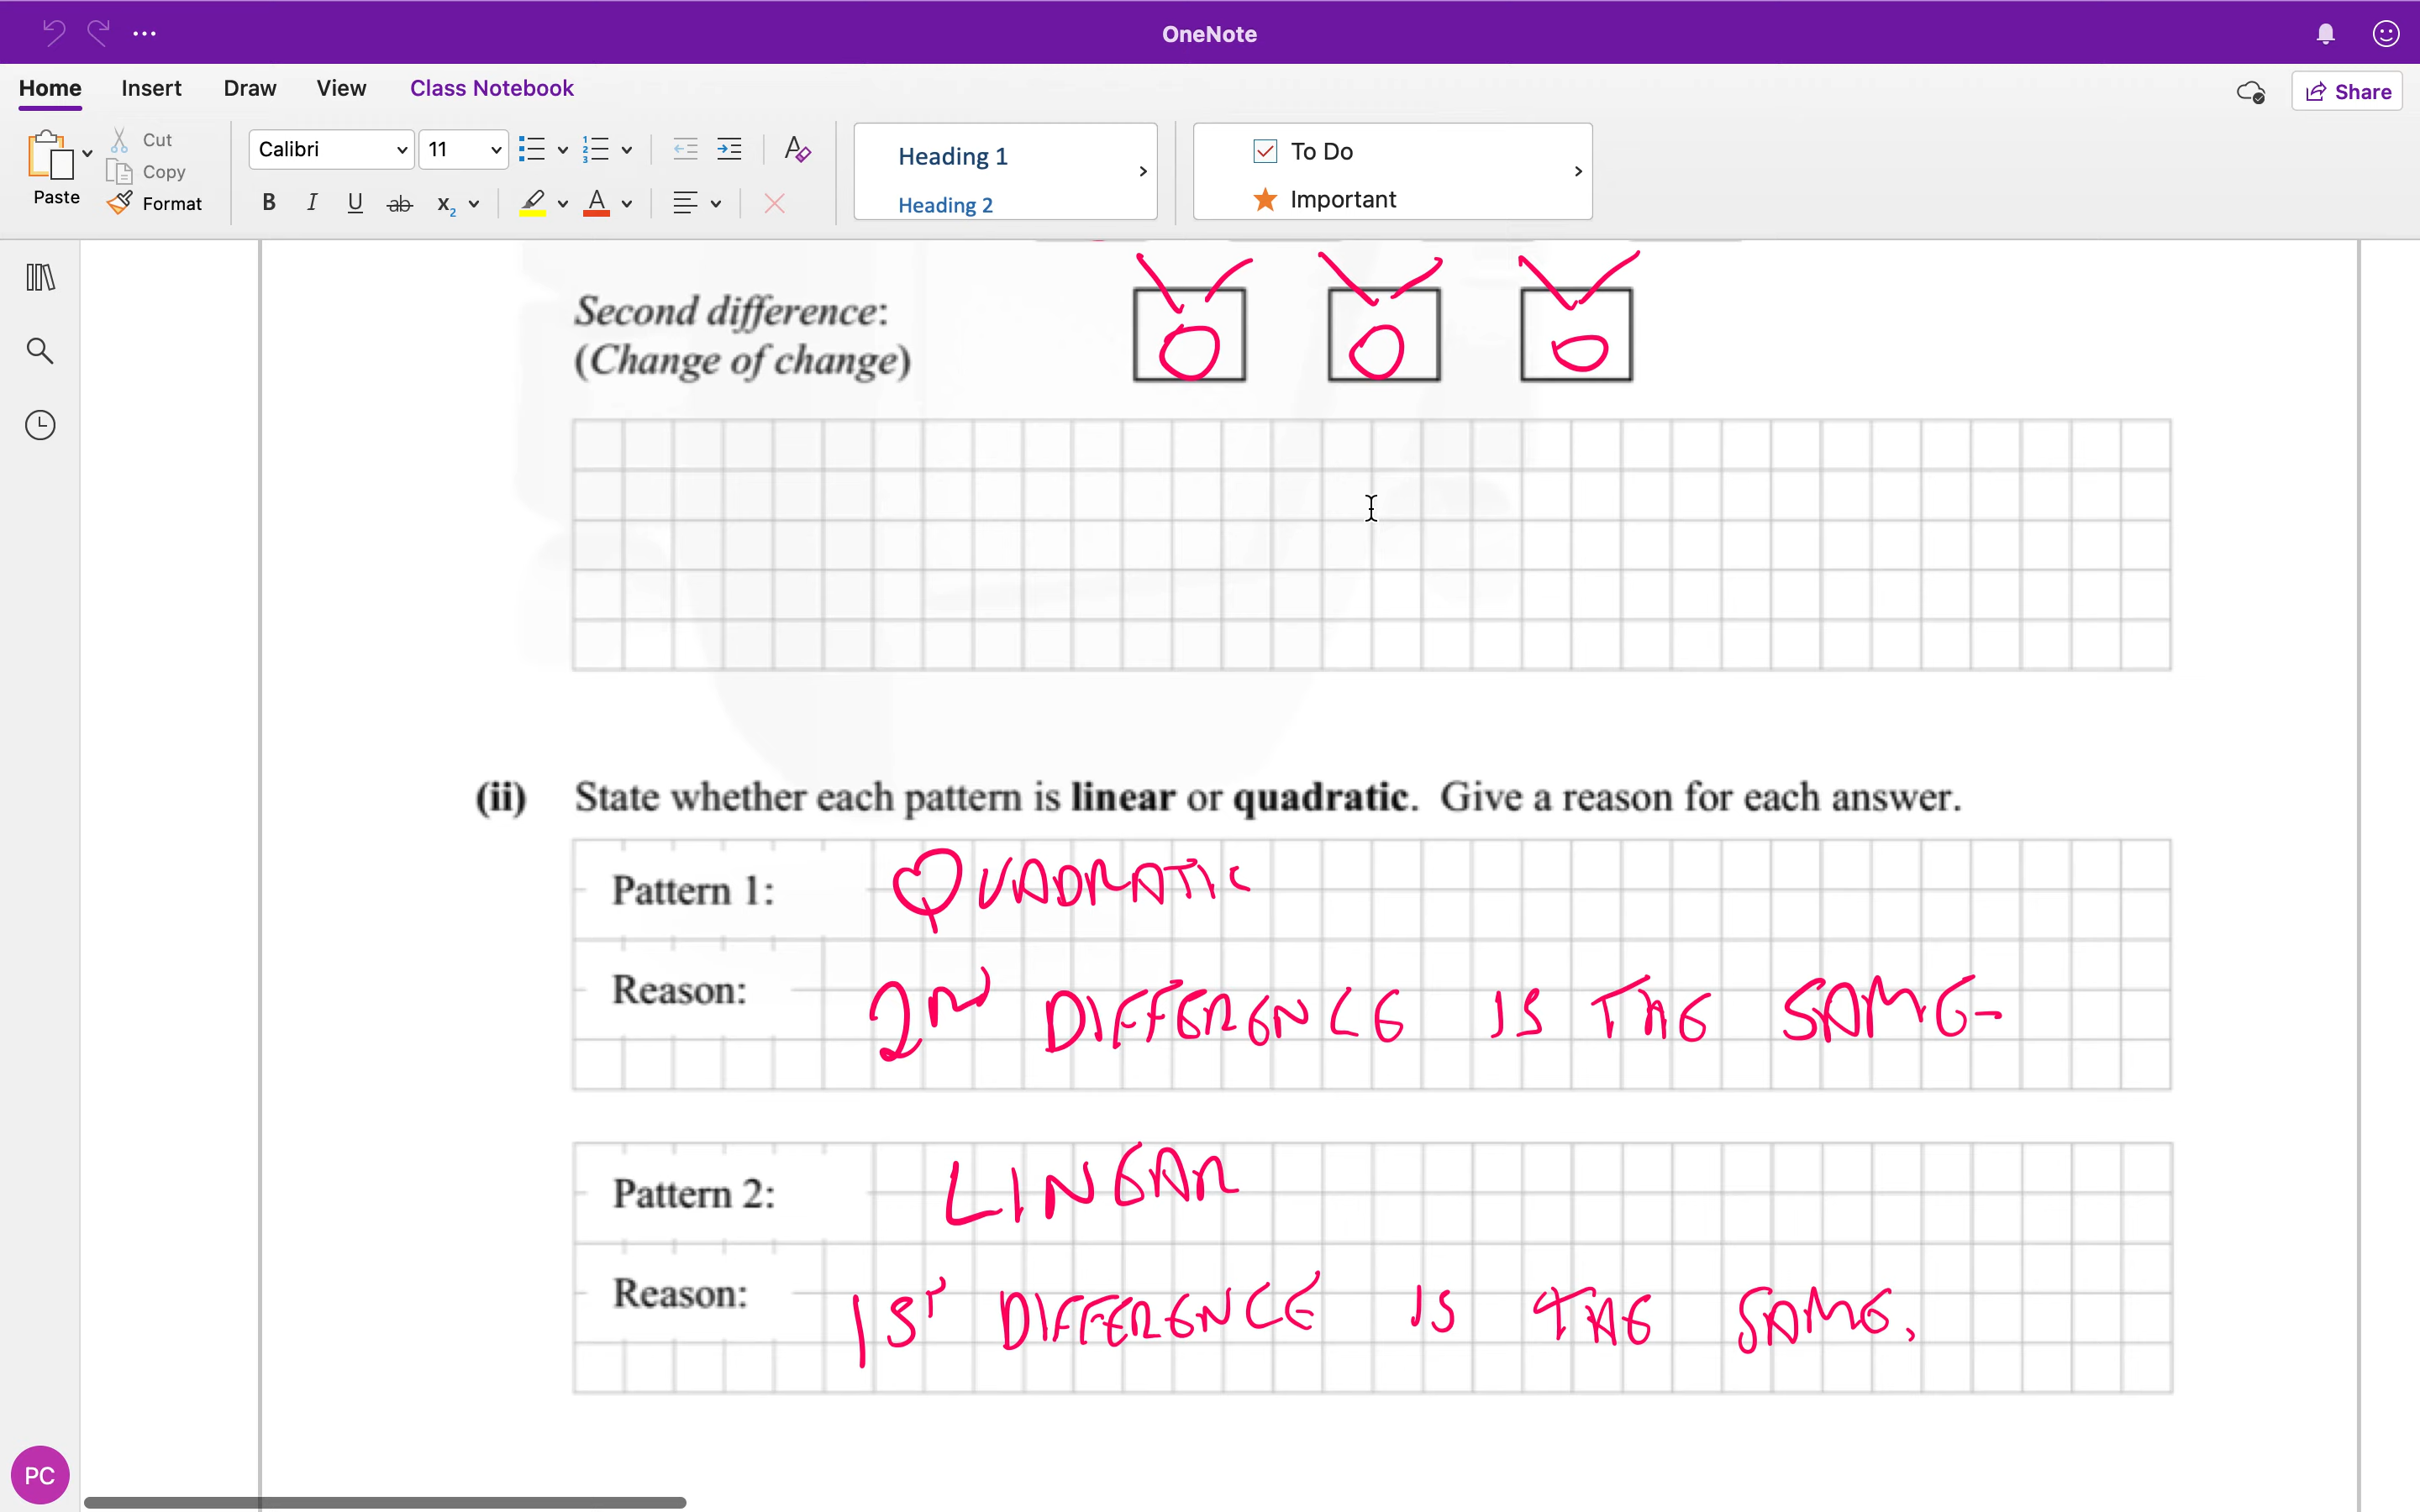 OneNote
Home Insert Draw View Class Notebook Share
Paste Cut Copy Format
Calibri 11
Heading 1
Heading 2
To Do
Important
B I U ab x2 A
Second difference:
(Change of change)
0 0 0
(ii) State whether each pattern is linear or quadratic. Give a reason for each answer.
Pattern 1: QUADRATIC
Reason: 2ND DIFFERENCE IS THE SAME
Pattern 2: LINEAR
Reason: 1ST DIFFERENCE IS THE SAME.
PC